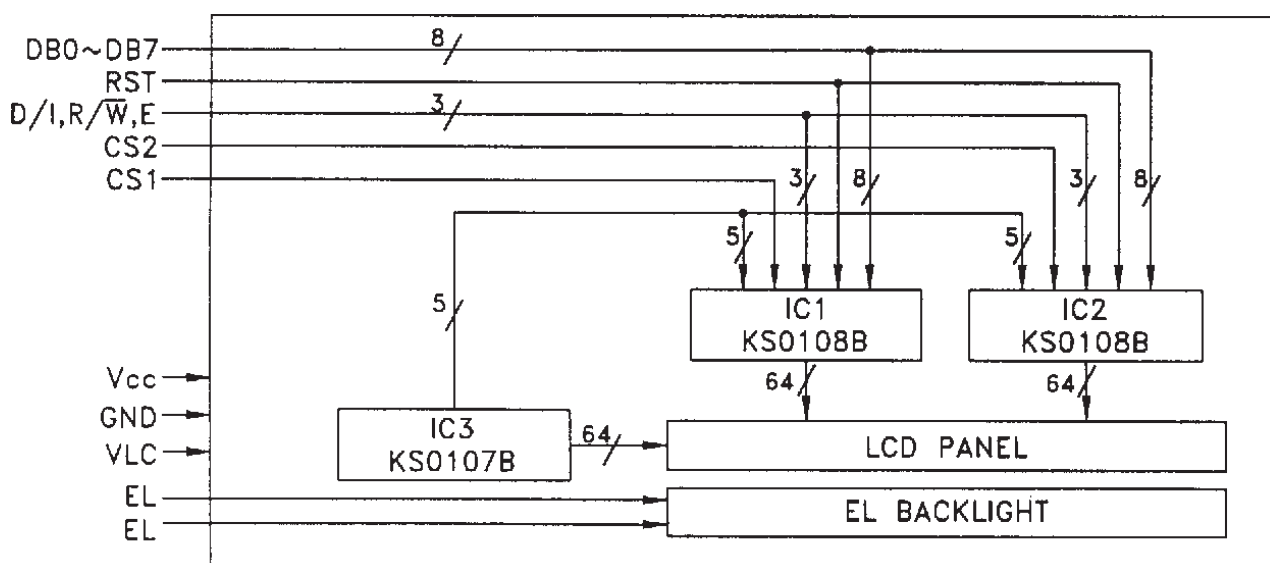 DB0~DB7
8
RST
D/I,R/W̅,E
3
CS2
CS1
3
8
3
8
5
5
5
IC1
KS0108B
IC2
KS0108B
Vcc
64
64
GND
IC3
KS0107B
64
LCD PANEL
VLC
EL
EL BACKLIGHT
EL